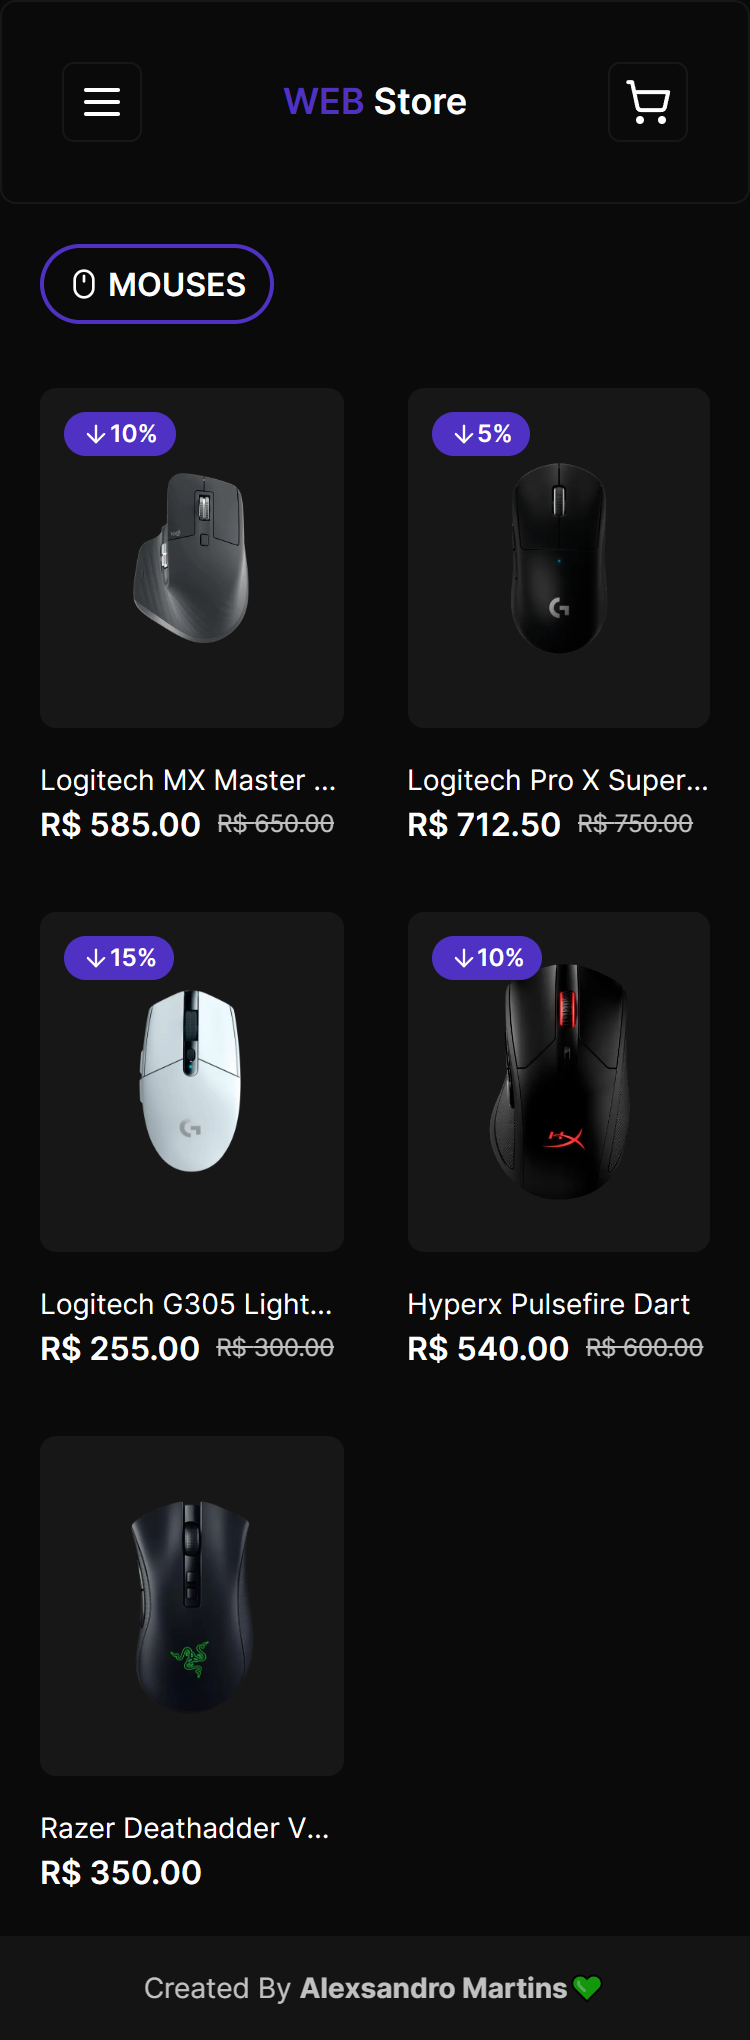 WEB Store
MOUSES
↓10%
↓5%
Logitech MX Master ...
R$ 585.00 R$ 650.00
Logitech Pro X Super...
R$ 712.50 R$ 750.00
↓15%
↓10%
Logitech G305 Light...
R$ 255.00 R$ 300.00
Hyperx Pulsefire Dart
R$ 540.00 R$ 600.00
Razer Deathadder V...
R$ 350.00
Created By Alexsandro Martins💚